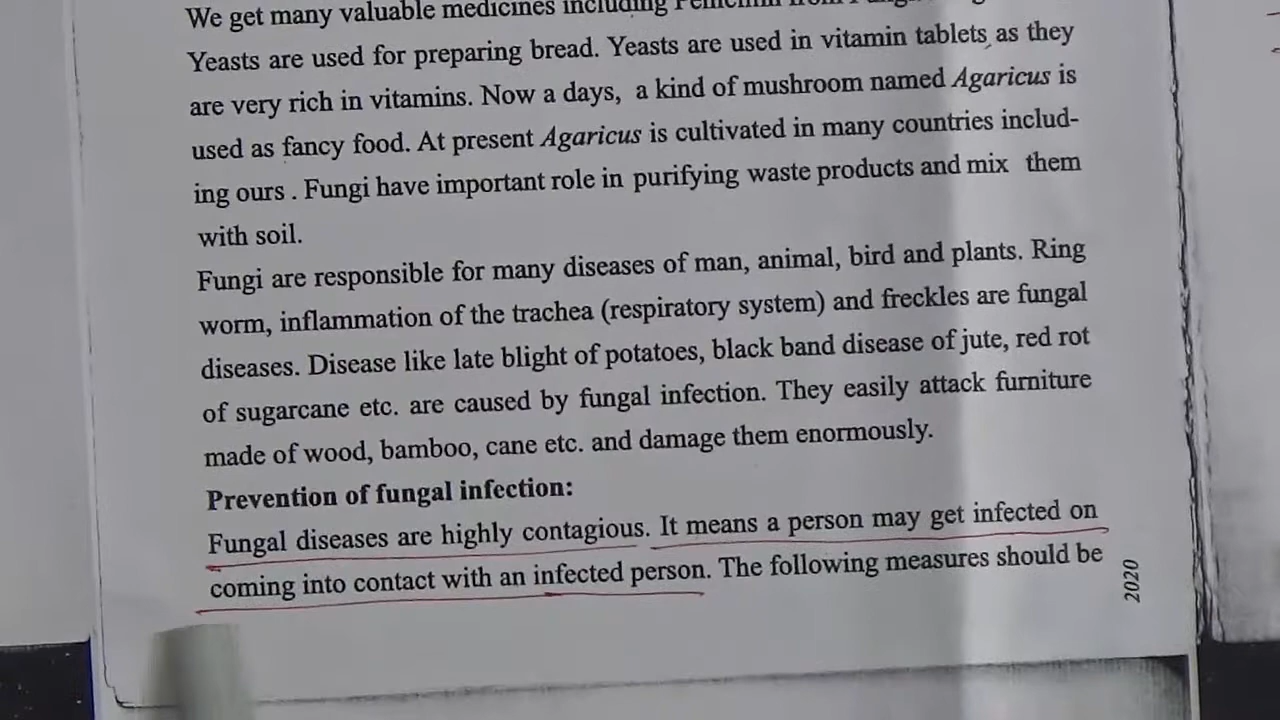 We get many valuable medicines including Penicillin from
Yeasts are used for preparing bread. Yeasts are used in vitamin tablets as they
are very rich in vitamins. Now a days, a kind of mushroom named Agaricus is
used as fancy food. At present Agaricus is cultivated in many countries includ-
ing ours . Fungi have important role in purifying waste products and mix them
with soil.
Fungi are responsible for many diseases of man, animal, bird and plants. Ring
worm, inflammation of the trachea (respiratory system) and freckles are fungal
diseases. Disease like late blight of potatoes, black band disease of jute, red rot
of sugarcane etc. are caused by fungal infection. They easily attack furniture
made of wood, bamboo, cane etc. and damage them enormously.
Prevention of fungal infection:
Fungal diseases are highly contagious. It means a person may get infected on
coming into contact with an infected person. The following measures should be
2020